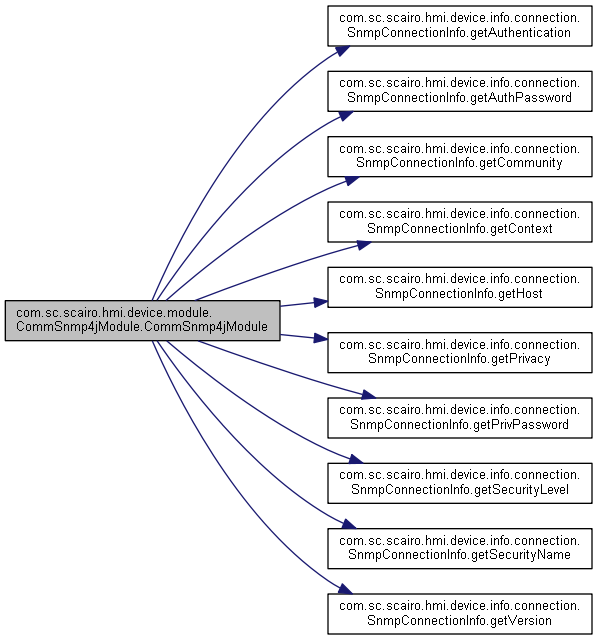 com.sc.scairo.hmi.device.info.connection.
SnmpConnectionInfo.getAuthentication
com.sc.scairo.hmi.device.info.connection.
SnmpConnectionInfo.getAuthPassword
com.sc.scairo.hmi.device.info.connection.
SnmpConnectionInfo.getCommunity
com.sc.scairo.hmi.device.info.connection.
SnmpConnectionInfo.getContext
com.sc.scairo.hmi.device.info.connection.
SnmpConnectionInfo.getHost
com.sc.scairo.hmi.device.module.
CommSnmp4jModule.CommSnmp4jModule
com.sc.scairo.hmi.device.info.connection.
SnmpConnectionInfo.getPrivacy
com.sc.scairo.hmi.device.info.connection.
SnmpConnectionInfo.getPrivPassword
com.sc.scairo.hmi.device.info.connection.
SnmpConnectionInfo.getSecurityLevel
com.sc.scairo.hmi.device.info.connection.
SnmpConnectionInfo.getSecurityName
com.sc.scairo.hmi.device.info.connection.
SnmpConnectionInfo.getVersion